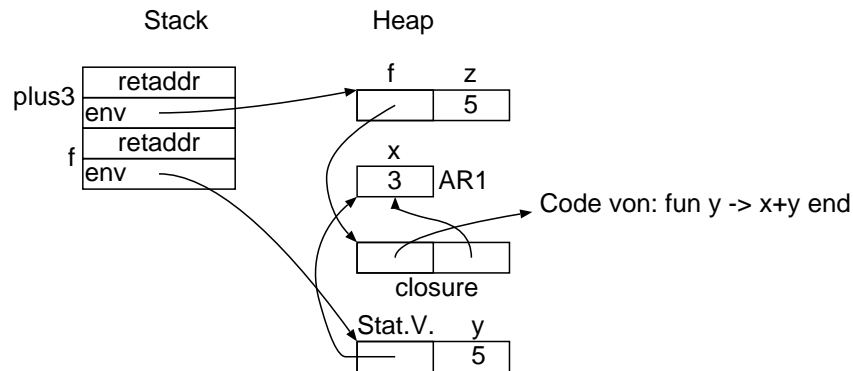 Stack Heap
f z
plus3 retaddr
env 5
f retaddr
env
x
3 AR1
Code von: fun y -> x+y end
closure
Stat.V. y
5